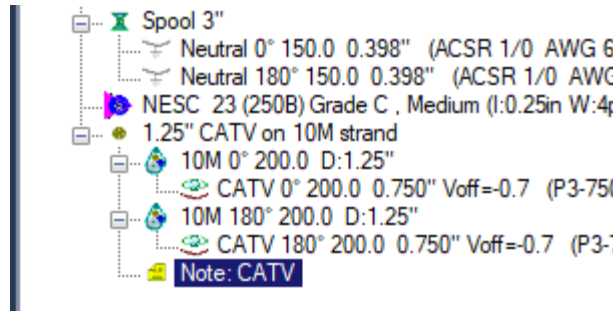 Spool 3"
Neutral 0° 150.0 0.398" (ACSR 1/0 AWG 6
Neutral 180° 150.0 0.398" (ACSR 1/0 AWG
NESC 23 (250B) Grade C , Medium (I:0.25in W:4p
1.25" CATV on 10M strand
10M 0° 200.0 D:1.25"
CATV 0° 200.0 0.750" Voff=-0.7 (P3-750
10M 180° 200.0 D:1.25"
CATV 180° 200.0 0.750" Voff=-0.7 (P3-7
Note: CATV